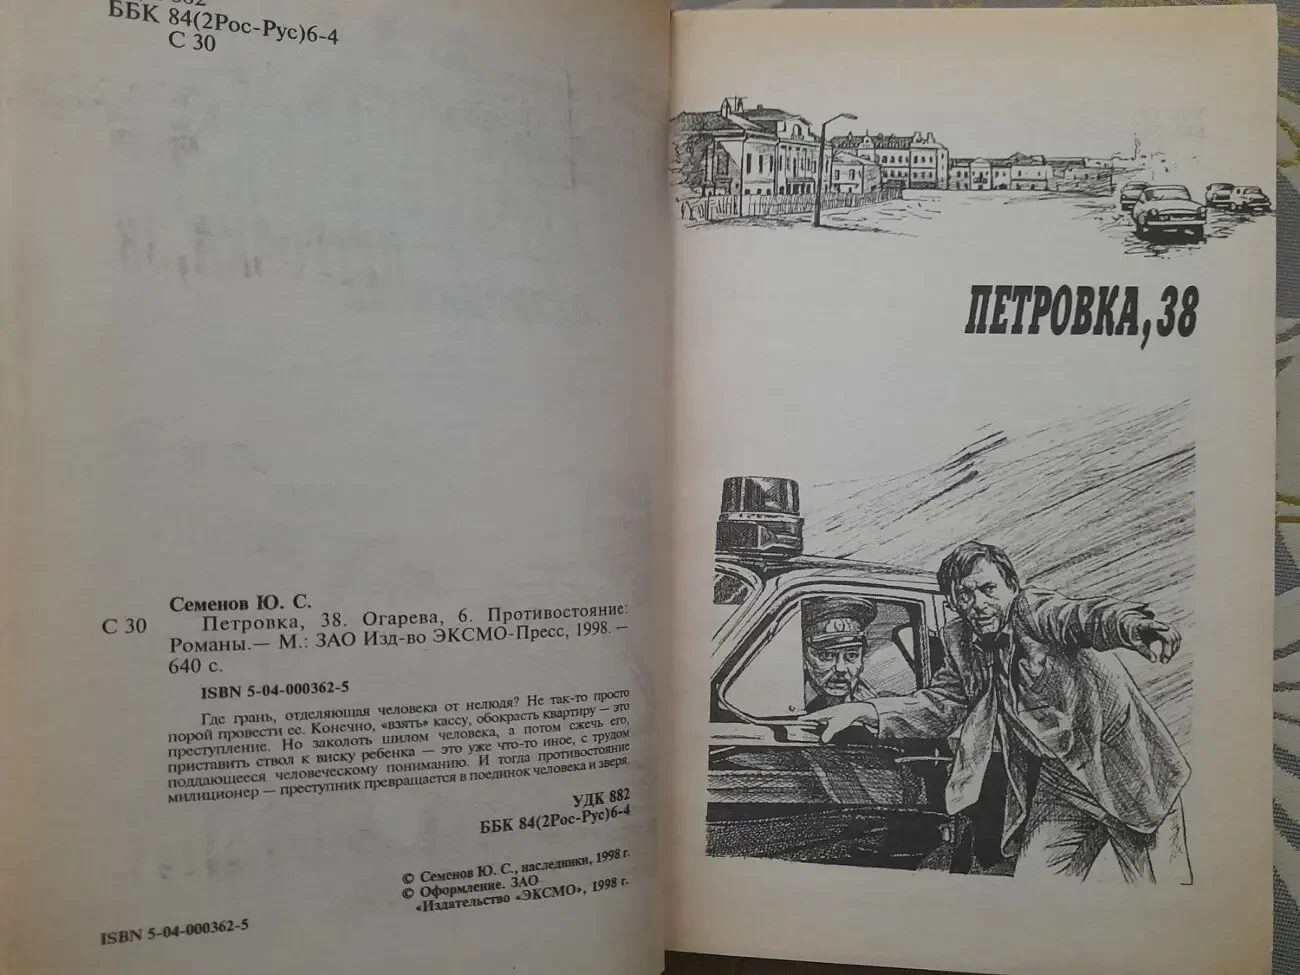 882
ББК 84(2Рос-Рус)6-4
С 30
Семенов Ю. С.
С 30 Петровка, 38. Огарева, 6. Противостояние:
Романы.— М.: ЗАО Изд-во ЭКСМО-Пресс, 1998. —
640 с.
ISBN 5-04-000362-5
Где грань, отделяющая человека от нелюдя? Не так-то просто
порой провести ее. Конечно, «взять» кассу, обокрасть квартиру — это
преступление. Но заколоть шилом человека, а потом сжечь его,
приставить ствол к виску ребенка — это уже что-то иное, с трудом
поддающееся человеческому пониманию. И тогда противостояние
милиционер — преступник превращается в поединок человека и зверя.
УДК 882
ББК 84(2Рос-Рус)6-4
© Семенов Ю. С., наследники, 1998 г.
© Оформление. ЗАО
«Издательство «ЭКСМО», 1998 г.
ISBN 5-04-000362-5
ПЕТРОВКА, 38